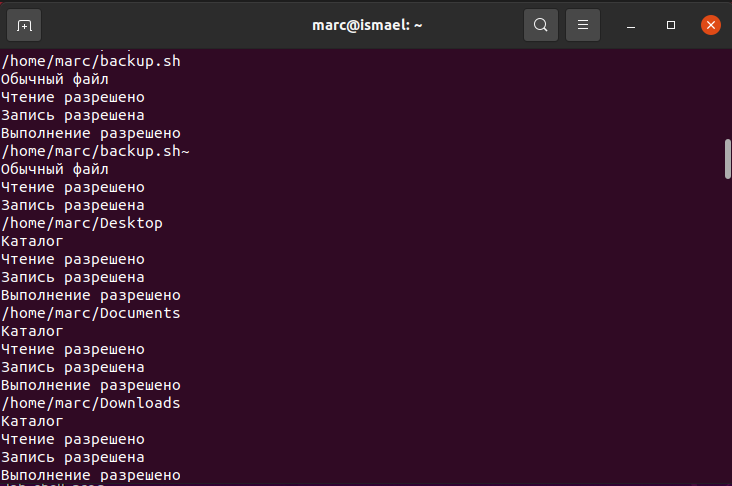 marc@ismael: ~
/home/marc/backup.sh
Обычный файл
Чтение разрешено
Запись разрешена
Выполнение разрешено
/home/marc/backup.sh~
Обычный файл
Чтение разрешено
Запись разрешена
/home/marc/Desktop
Каталог
Чтение разрешено
Запись разрешена
Выполнение разрешено
/home/marc/Documents
Каталог
Чтение разрешено
Запись разрешена
Выполнение разрешено
/home/marc/Downloads
Каталог
Чтение разрешено
Запись разрешена
Выполнение разрешено